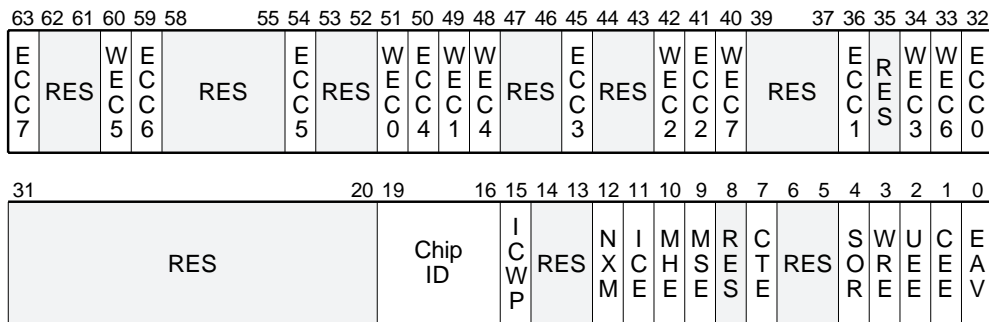 63 62 61 60 59 58 55 54 53 52 51 50 49 48 47 46 45 44 43 42 41 40 39 37 36 35 34 33 32
ECC7 RES WEC5 ECC6 RES ECC5 RES WEC0 ECC4 WEC1 WEC4 RES ECC3 RES WEC2 ECC2 WEC7 RES ECC1 RES WEC3 WEC6 ECC0
31 20 19 16 15 14 13 12 11 10 9 8 7 6 5 4 3 2 1 0
RES Chip ID ICWP RES NXM ICE MHE MSE RES CTE RES SOR WRE UEE CEE EAV